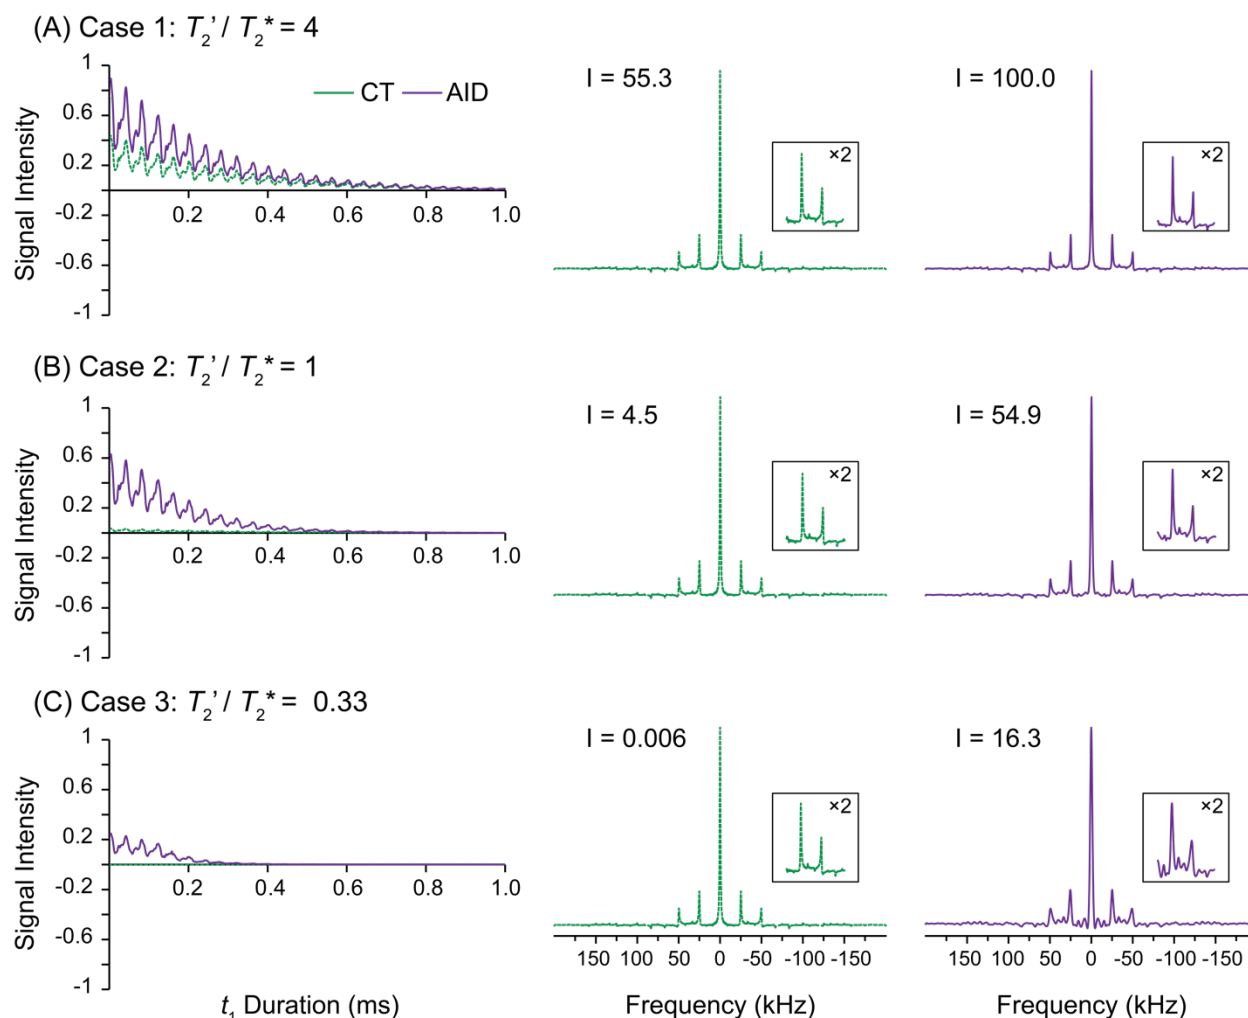 (A) Case 1: T₂’ / T₂* = 4
1
0.6
0.2
-0.2
-0.6
-1
0.2 0.4 0.6 0.8 1.0
Signal Intensity
CT AID
I = 55.3
×2
I = 100.0
×2
(B) Case 2: T₂’ / T₂* = 1
1
0.6
0.2
-0.2
-0.6
-1
0.2 0.4 0.6 0.8 1.0
Signal Intensity
I = 4.5
×2
I = 54.9
×2
(C) Case 3: T₂’ / T₂* = 0.33
1
0.6
0.2
-0.2
-0.6
-1
0.2 0.4 0.6 0.8 1.0
Signal Intensity
I = 0.006
×2
I = 16.3
×2
150 100 50 0 -50 -100 -150
150 100 50 0 -50 -100 -150
t₁ Duration (ms)
Frequency (kHz)
Frequency (kHz)